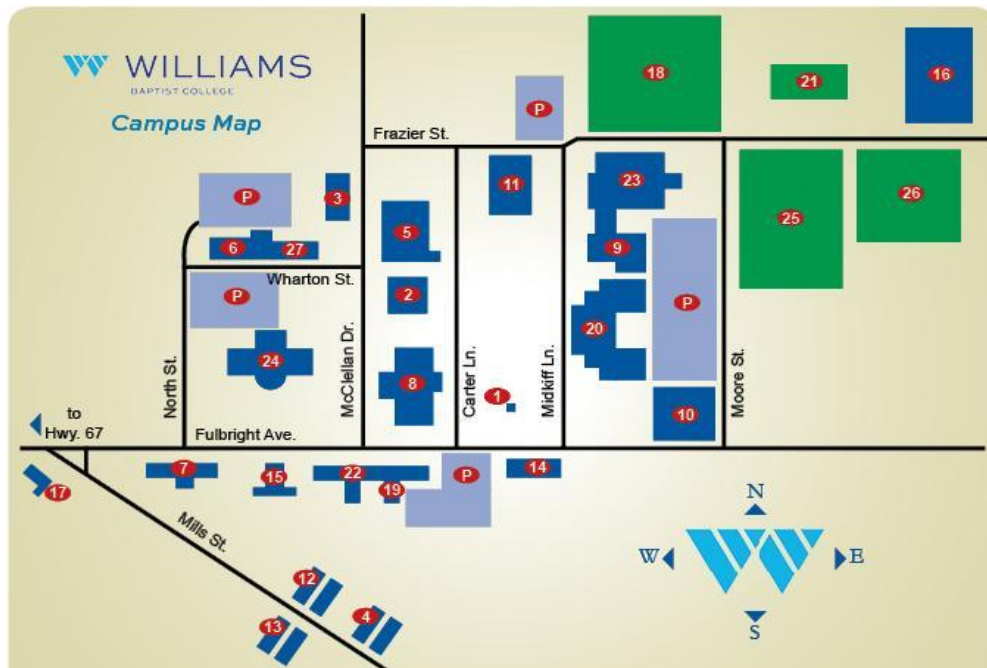 WILLIAMS
BAPTIST COLLEGE
Campus Map
18
21
16
P
Frazier St.
P
3
11
23
5
9
25
26
6
27
Wharton St.
P
2
P
20
24
8
1
10
North St.
McClellan Dr.
Carter Ln.
Midkiff Ln.
Moore St.
to
Hwy. 67
Fulbright Ave.
7
15
22
19
P
14
17
Mills St.
12
13
4
N
W
E
S